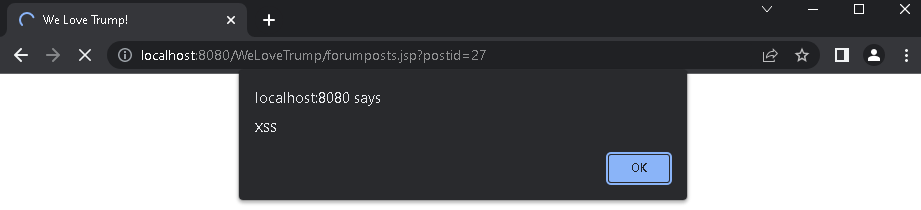 We Love Trump!
localhost:8080/WeLoveTrump/forumposts.jsp?postid=27
localhost:8080 says
xss
OK